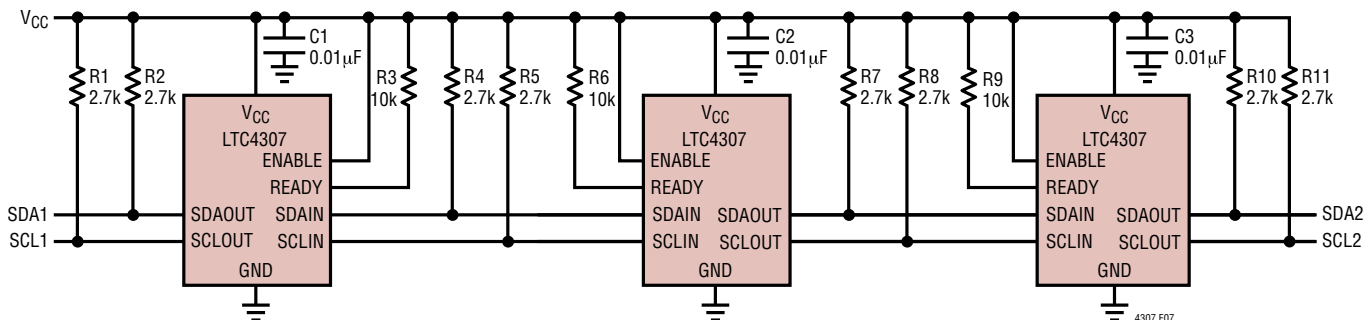 VCC
R1
2.7k
R2
2.7k
C1
0.01μF
R3
10k
R4
2.7k
R5
2.7k
R6
10k
C2
0.01μF
R7
2.7k
R8
2.7k
R9
10k
C3
0.01μF
R10
2.7k
R11
2.7k
VCC
LTC4307
ENABLE
READY
SDAOUT
SDAIN
SCLOUT
SCLIN
GND
VCC
LTC4307
ENABLE
READY
SDAIN
SDAOUT
SCLIN
SCLOUT
GND
VCC
LTC4307
ENABLE
READY
SDAIN
SDAOUT
SCLIN
SCLOUT
GND
SDA1
SCL1
SDA2
SCL2
4307 F07